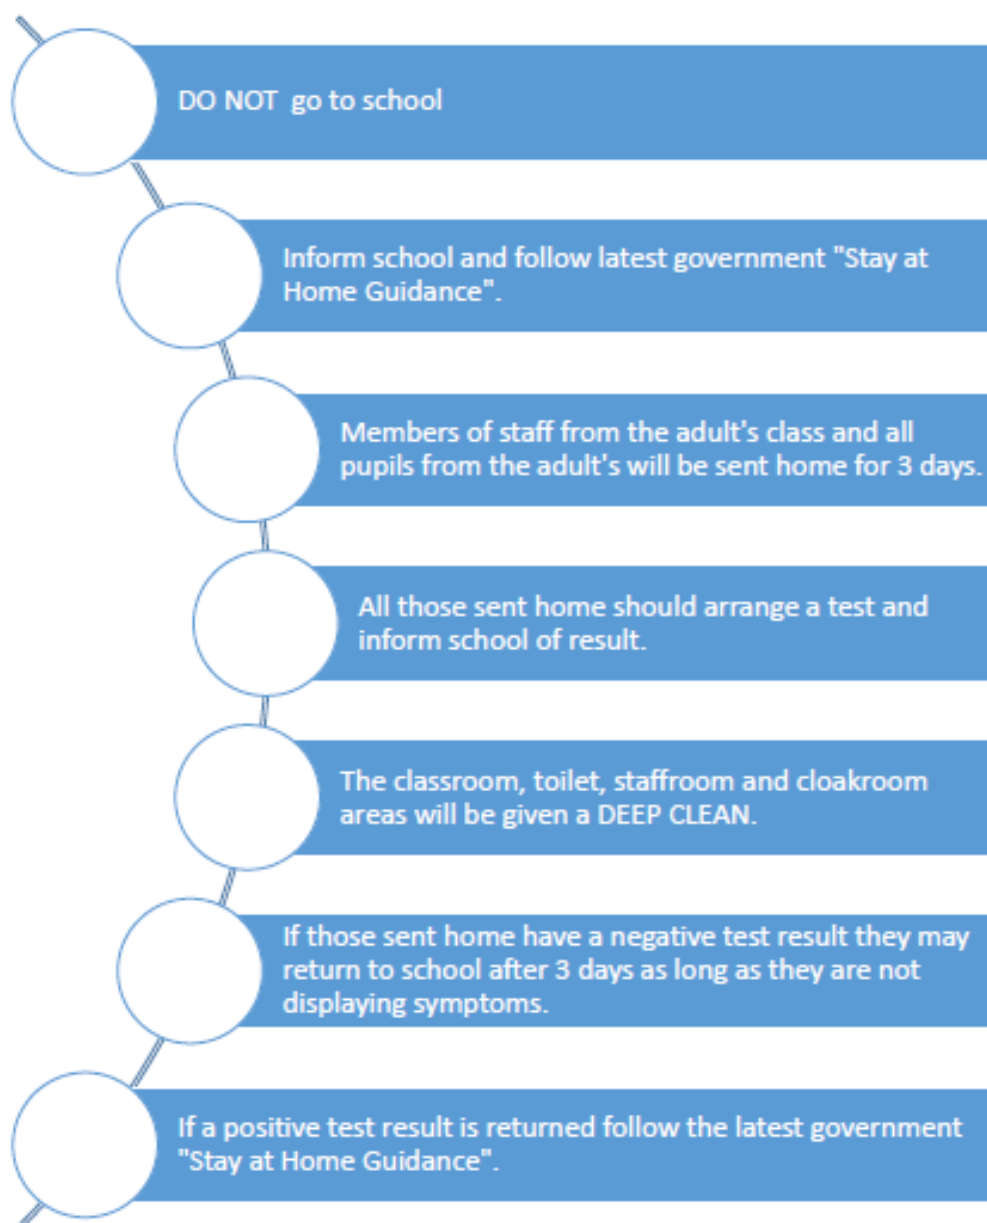 DO NOT  go to school
Inform school and follow latest government "Stay at
Home Guidance".
Members of staff from the adult's class and all
pupils from the adult's will be sent home for 3 days.
All those sent home should arrange a test and
inform school of result.
The classroom, toilet, staffroom and cloakroom
areas will be given a DEEP CLEAN.
If those sent home have a negative test result they may
return to school after 3 days as long as they are not
displaying symptoms.
If a positive test result is returned follow the latest government
"Stay at Home Guidance".